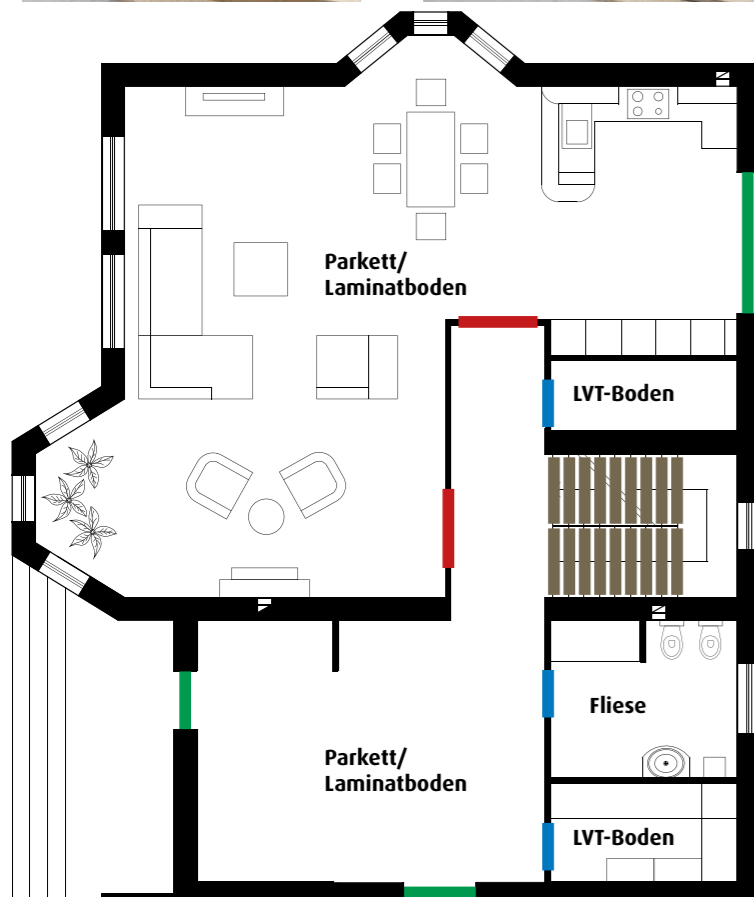 Parkett/
Laminatboden
LVT-Boden
Fliese
Parkett/
Laminatboden
LVT-Boden